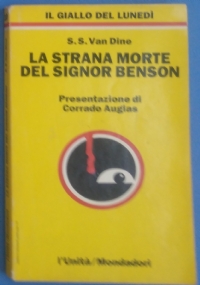 IL GIALLO DEL LUNEDÌ
S.S. Van Dine
LA STRANA MORTE
DEL SIGNOR BENSON
Presentazione di
Corrado Augias
l'Unità/Mondadori